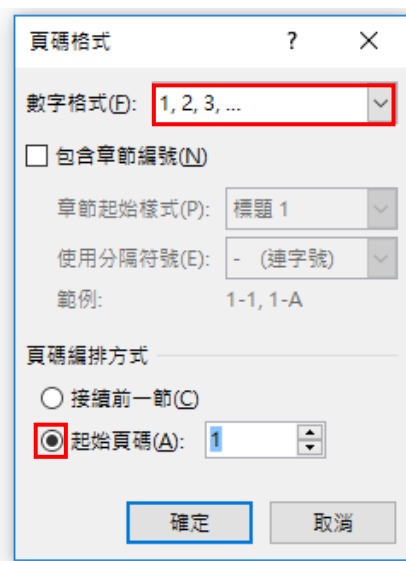 頁碼格式 ? ×
數字格式(F): 1, 2, 3, ...
包含章節編號(N)
章節起始樣式(P): 標題 1
使用分隔符號(E): - (連字號)
範例: 1-1, 1-A
頁碼編排方式
接續前一節(C)
起始頁碼(A): 1
確定 取消